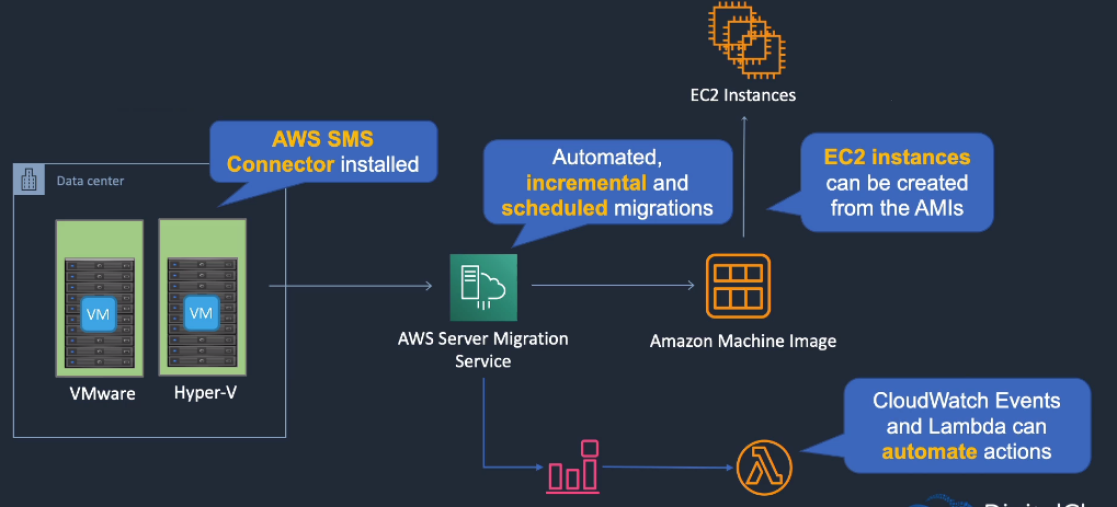 EC2 Instances
AWS SMS
Connector installed
Automated,
incremental and
scheduled migrations
EC2 instances
can be created
from the AMIs
Data center
VM
VM
VMware
Hyper-V
AWS Server Migration
Service
Amazon Machine Image
CloudWatch Events
and Lambda can
automate actions